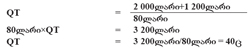 QT = 2 000ლარი+1 200ლარი
80ლარი
80ლარი×QT = 3 200ლარი
QT = 3 200ლარი/80ლარი = 40ც